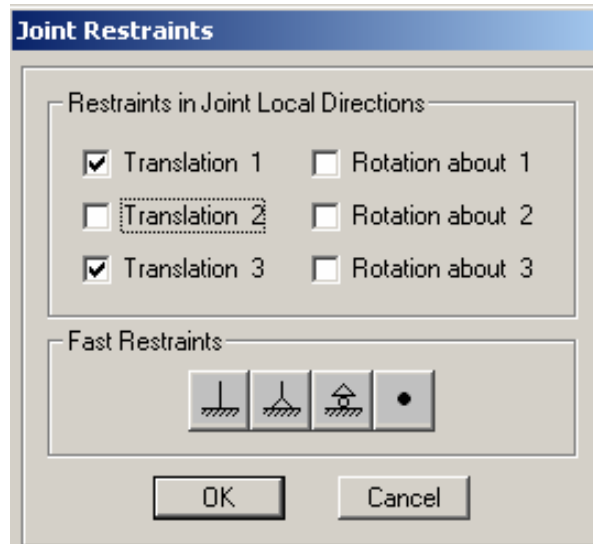 Joint Restraints
Restraints in Joint Local Directions
Translation 1 Rotation about 1
Translation 2 Rotation about 2
Translation 3 Rotation about 3
Fast Restraints
OK Cancel